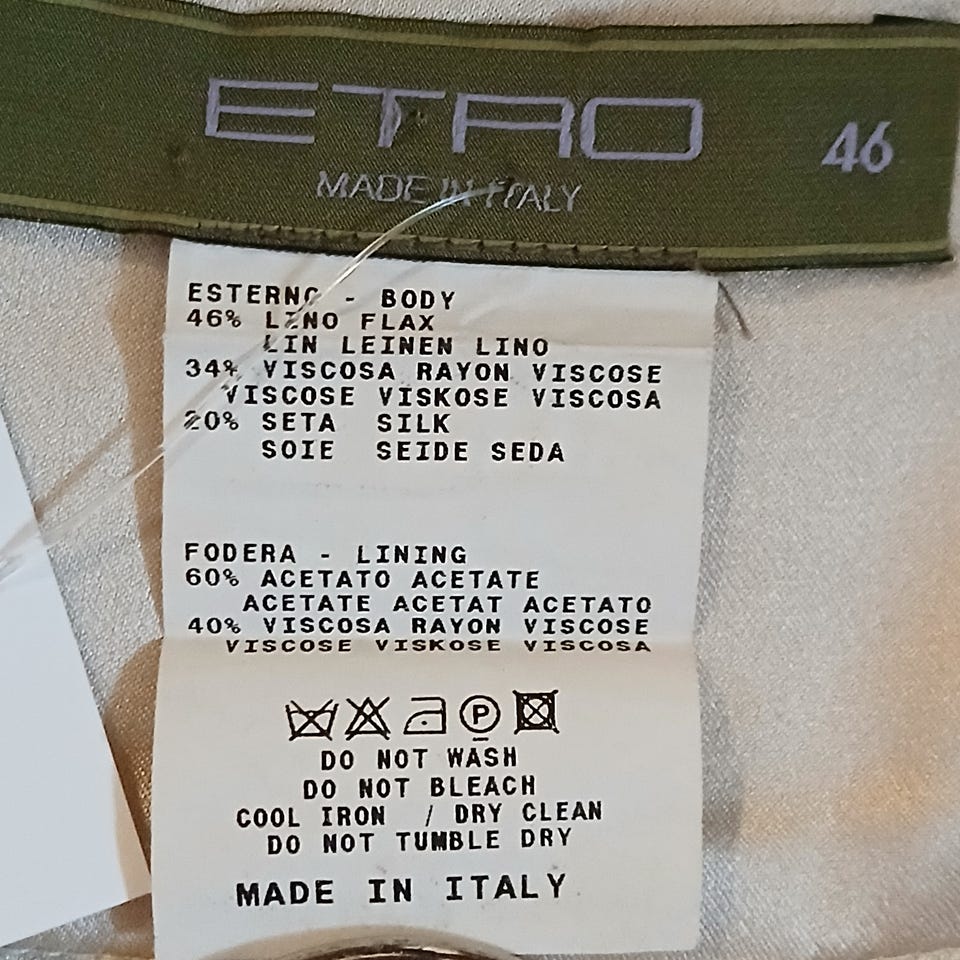 ETRO 46
MADE IN ITALY
ESTERNO - BODY
46% LINO FLAX
LIN LEINEN LINO
34% VISCOSA RAYON VISCOSE
VISCOSE VISKOSE VISCOSA
20% SETA SILK
SOIE SEIDE SEDA
FODERA - LINING
60% ACETATO ACETATE
ACETATE ACETAT ACETATO
40% VISCOSA RAYON VISCOSE
VISCOSE VISKOSE VISCOSA
P
DO NOT WASH
DO NOT BLEACH
COOL IRON / DRY CLEAN
DO NOT TUMBLE DRY
MADE IN ITALY